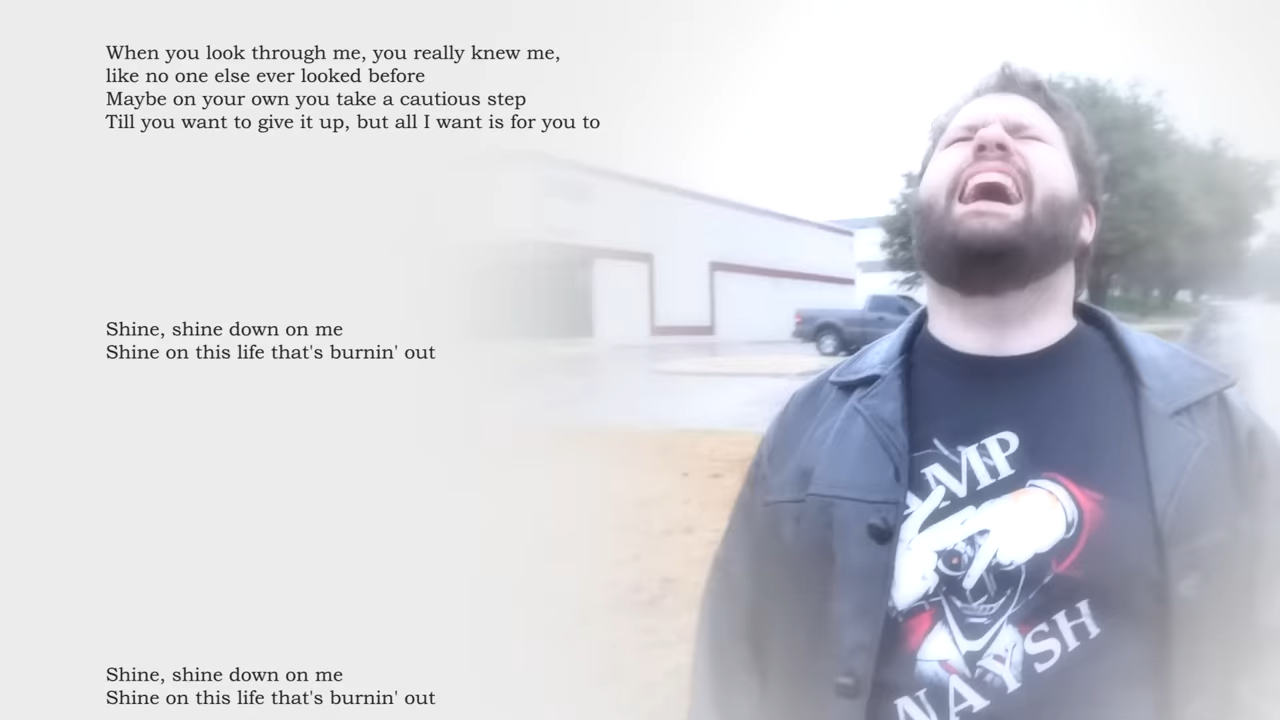 When you look through me, you really knew me,
like no one else ever looked before
Maybe on your own you take a cautious step
Till you want to give it up, but all I want is for you to
Shine, shine down on me
Shine on this life that's burnin' out
Shine, shine down on me
Shine on this life that's burnin' out
AMP
NAYSH